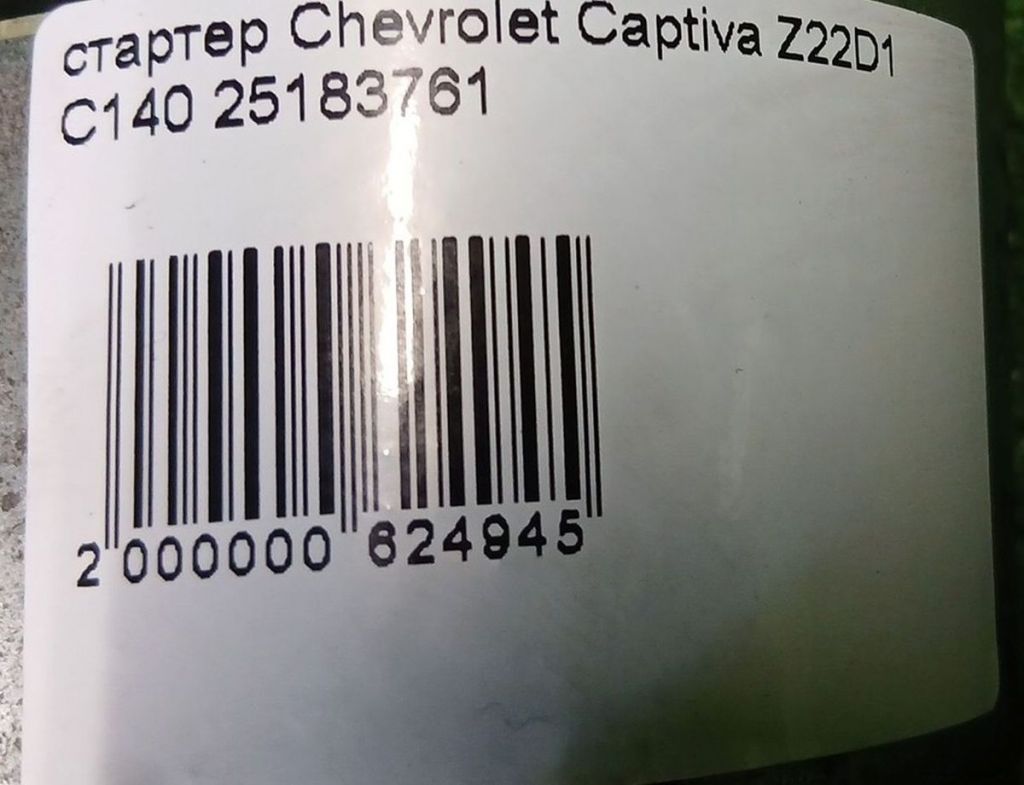 стартер Chevrolet Captiva Z22D1
C140 25183761
2 000000 624945